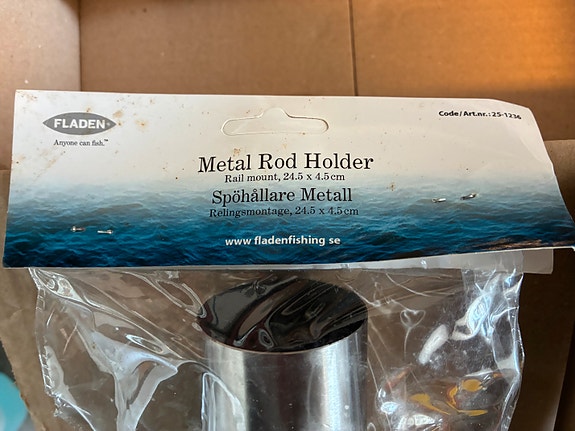 FLADEN®
Anyone can fish.™
Code/Art.nr.: 25-1236
Metal Rod Holder
Rail mount, 24.5 x 4.5cm
Spöhållare Metall
Relingsmontage, 24.5 x 4.5cm
www.fladenfishing se